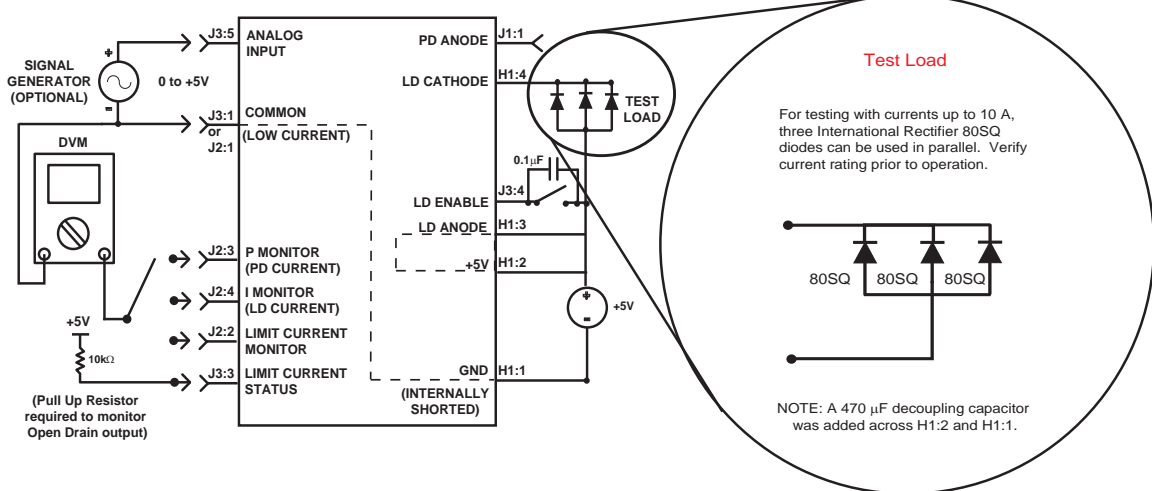 SIGNAL
GENERATOR
(OPTIONAL)
+
-
0 to +5V
DVM
+5V
10kΩ
(Pull Up Resistor
required to monitor
Open Drain output)
J3:5
J3:1
or
J2:1
J2:3
J2:4
J2:2
J3:3
ANALOG
INPUT
COMMON
(LOW CURRENT)
P MONITOR
(PD CURRENT)
I MONITOR
(LD CURRENT)
LIMIT CURRENT
MONITOR
LIMIT CURRENT
STATUS
PD ANODE
LD CATHODE
LD ENABLE
LD ANODE
+5V
GND
(INTERNALLY
SHORTED)
J1:1
H1:4
J3:4
H1:3
H1:2
H1:1
TEST
LOAD
0.1µF
+
-
+5V
Test Load
For testing with currents up to 10 A,
three International Rectifier 80SQ
diodes can be used in parallel. Verify
current rating prior to operation.
80SQ 80SQ 80SQ
NOTE: A 470 µF decoupling capacitor
was added across H1:2 and H1:1.